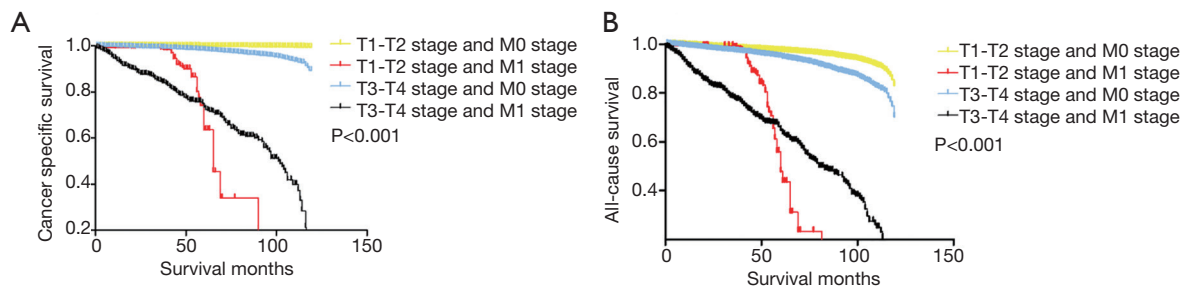 A
Cancer specific survival
1.0
0.8
0.6
0.4
0.2
0
50
100
150
Survival months
T1-T2 stage and M0 stage
T1-T2 stage and M1 stage
T3-T4 stage and M0 stage
T3-T4 stage and M1 stage
P<0.001
B
All-cause survival
1.0
0.8
0.6
0.4
0
50
100
150
Survival months
T1-T2 stage and M0 stage
T1-T2 stage and M1 stage
T3-T4 stage and M0 stage
T3-T4 stage and M1 stage
P<0.001